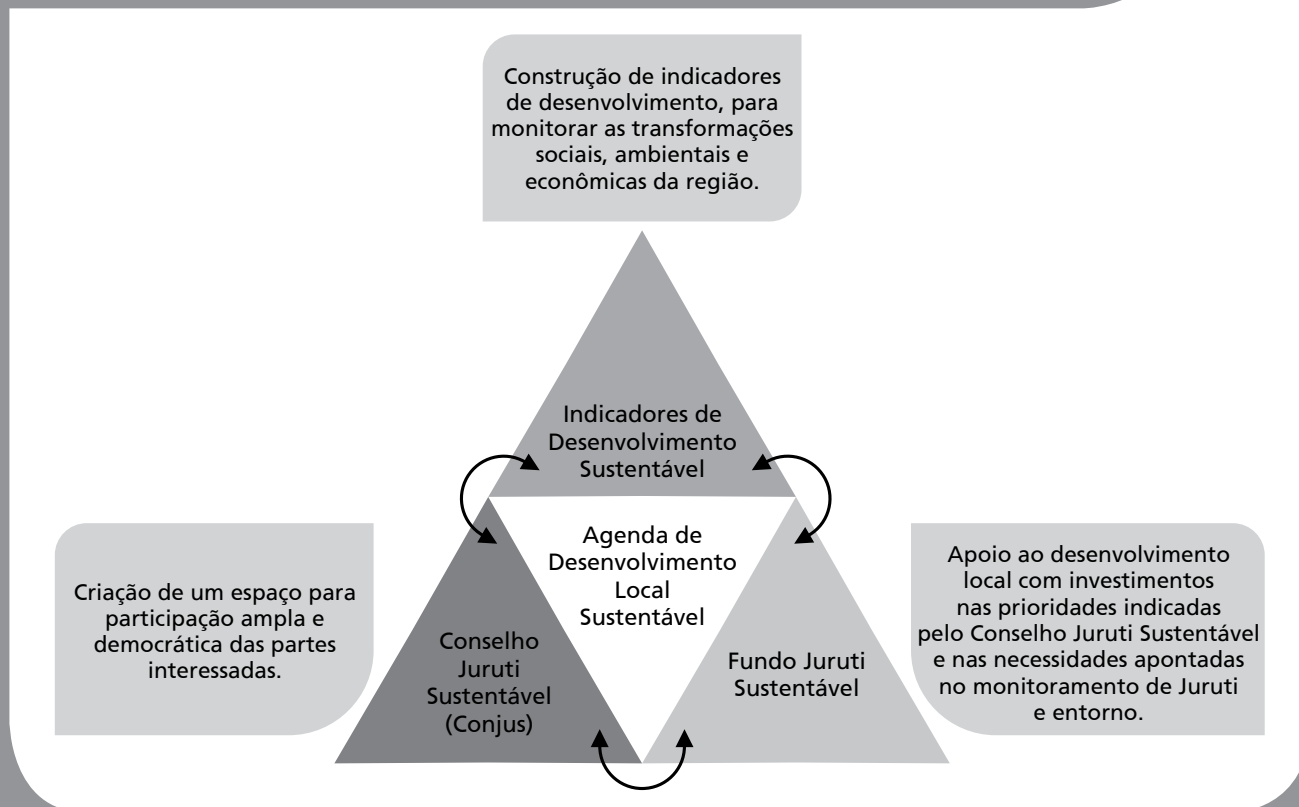 Construção de indicadores
de desenvolvimento, para
monitorar as transformações
sociais, ambientais e
econômicas da região.
Indicadores de
Desenvolvimento
Sustentável
Agenda de
Desenvolvimento
Local
Sustentável
Criação de um espaço para
participação ampla e
democrática das partes
interessadas.
Conselho
Juruti
Sustentável
(Conjus)
Fundo Juruti
Sustentável
Apoio ao desenvolvimento
local com investimentos
nas prioridades indicadas
pelo Conselho Juruti Sustentável
e nas necessidades apontadas
no monitoramento de Juruti
e entorno.